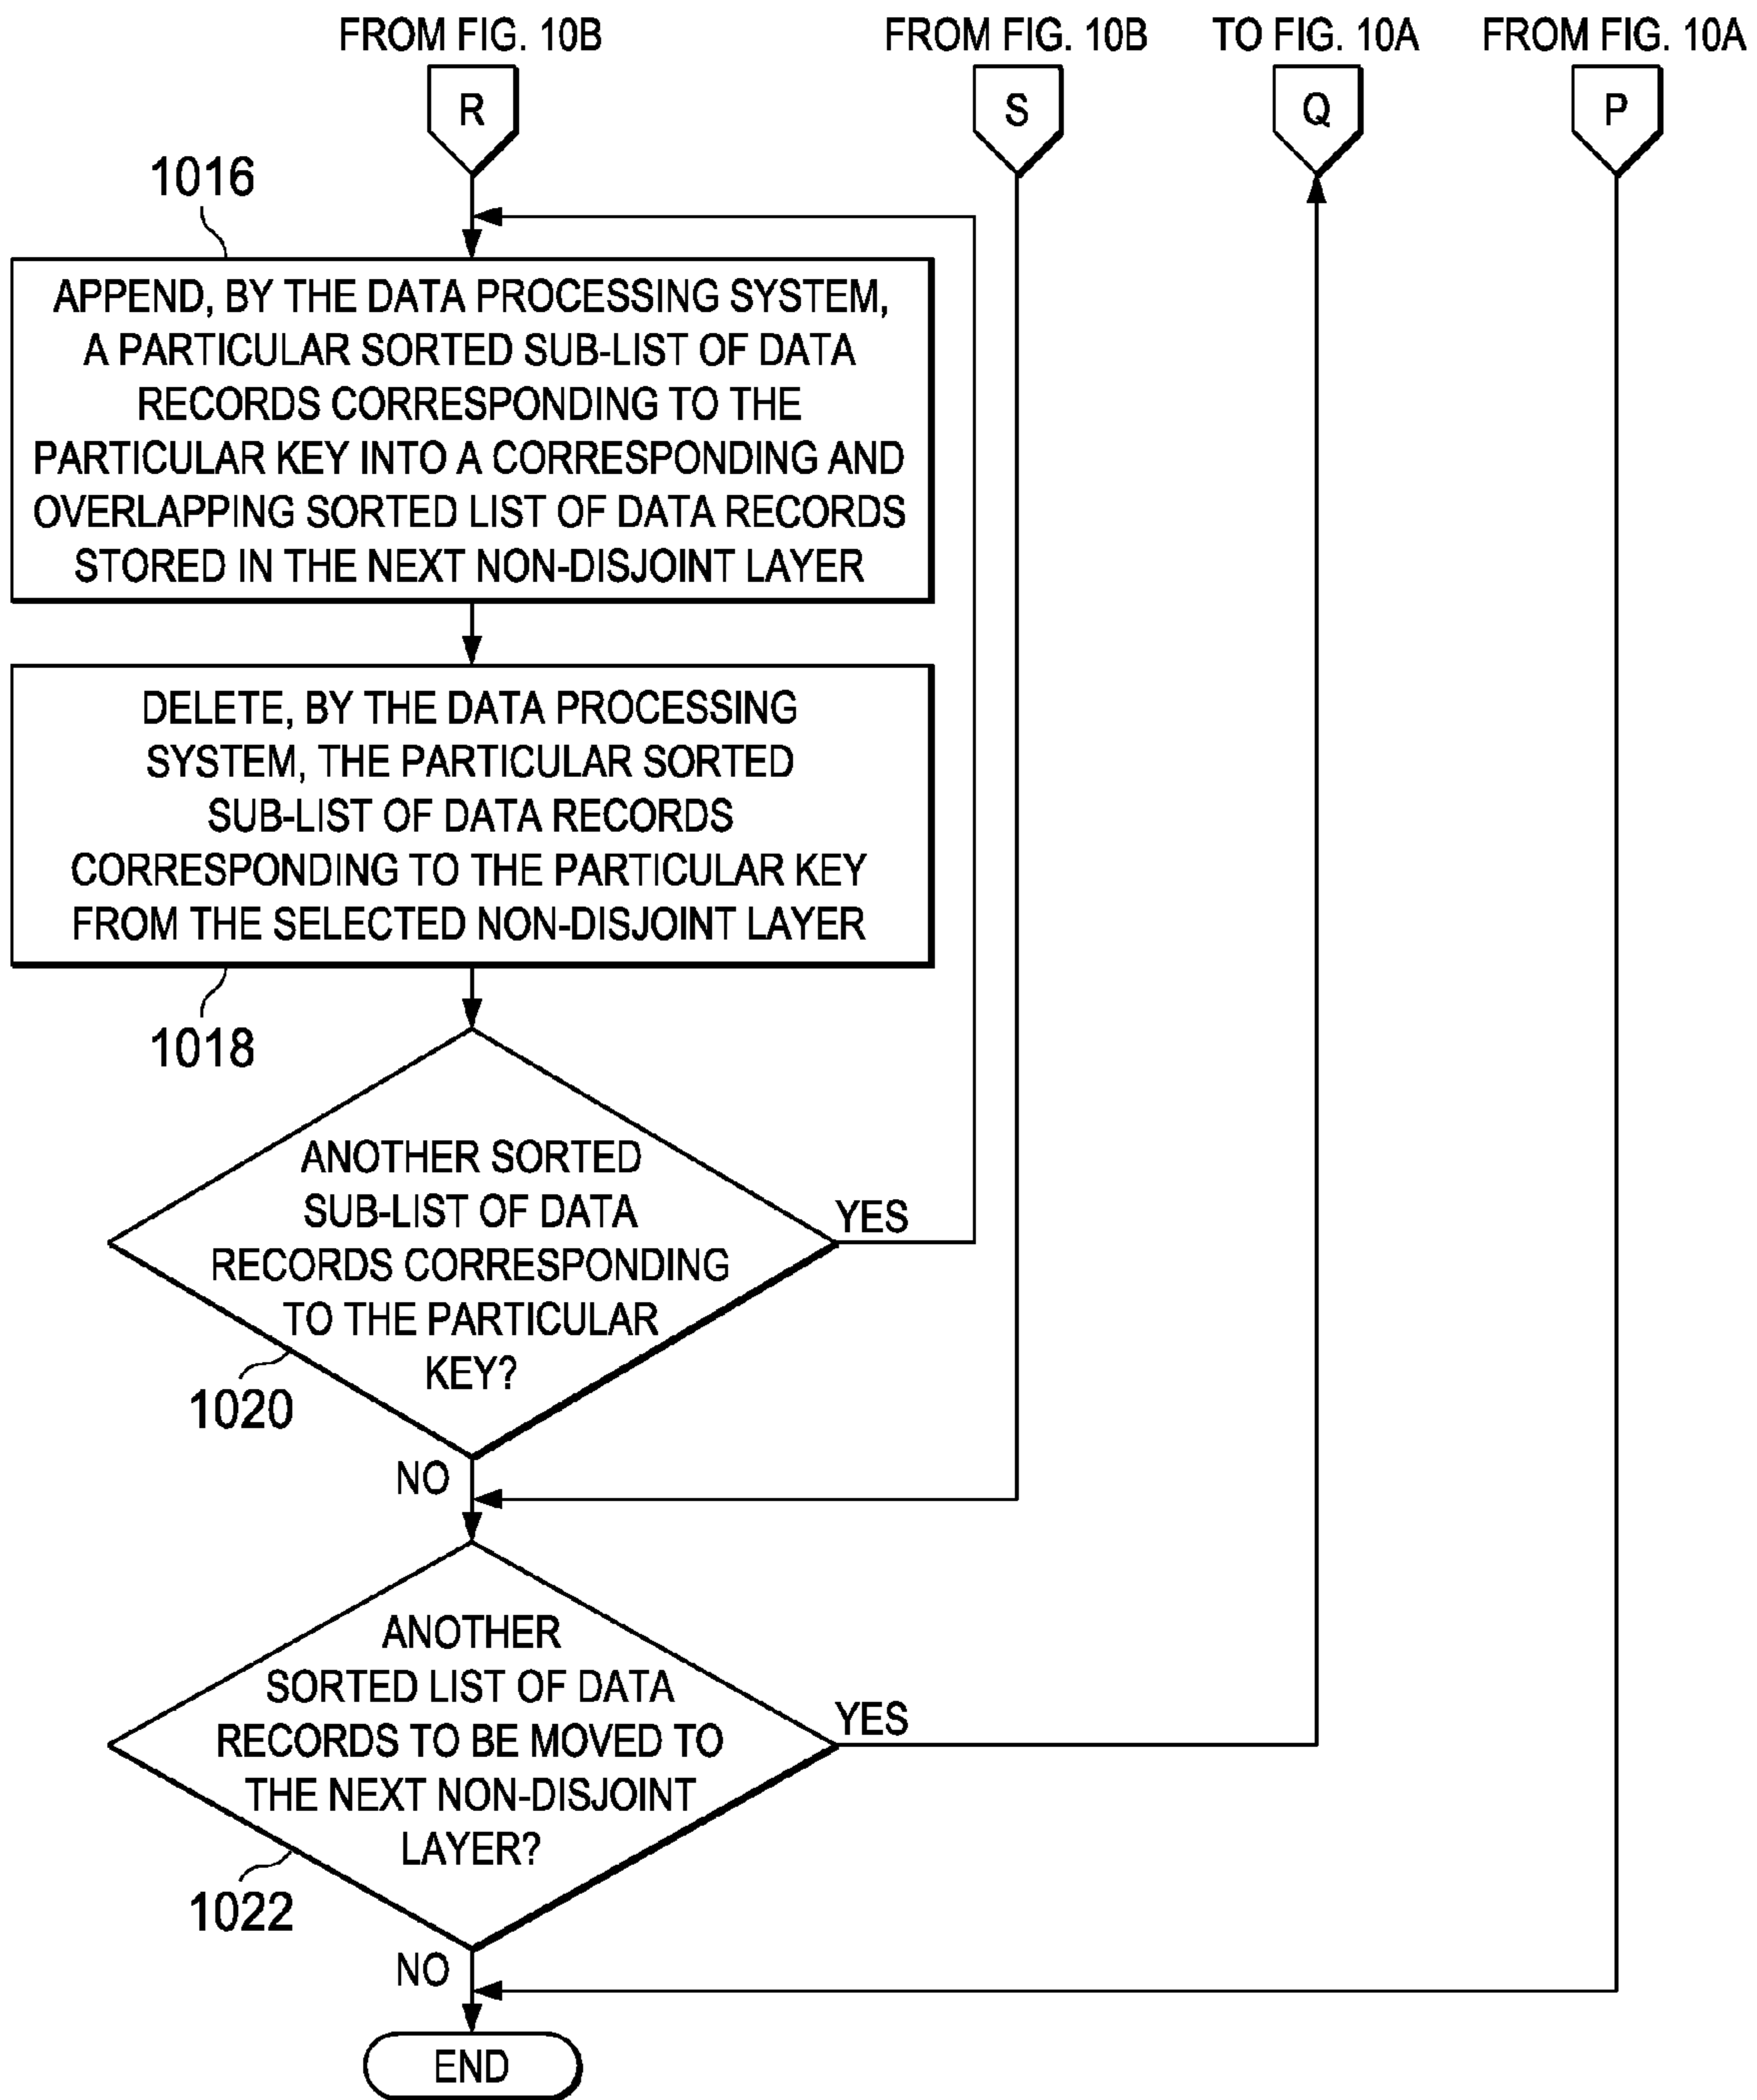 FROM FIG. 10B
FROM FIG. 10B
TO FIG. 10A
FROM FIG. 10A
R
S
Q
P
1016
APPEND, BY THE DATA PROCESSING SYSTEM,
A PARTICULAR SORTED SUB-LIST OF DATA
RECORDS CORRESPONDING TO THE
PARTICULAR KEY INTO A CORRESPONDING AND
OVERLAPPING SORTED LIST OF DATA RECORDS
STORED IN THE NEXT NON-DISJOINT LAYER
DELETE, BY THE DATA PROCESSING
SYSTEM, THE PARTICULAR SORTED
SUB-LIST OF DATA RECORDS
CORRESPONDING TO THE PARTICULAR KEY
FROM THE SELECTED NON-DISJOINT LAYER
1018
ANOTHER SORTED
SUB-LIST OF DATA
RECORDS CORRESPONDING
TO THE PARTICULAR
KEY?
YES
1020
NO
ANOTHER
SORTED LIST OF DATA
RECORDS TO BE MOVED TO
THE NEXT NON-DISJOINT
LAYER?
YES
1022
NO
END